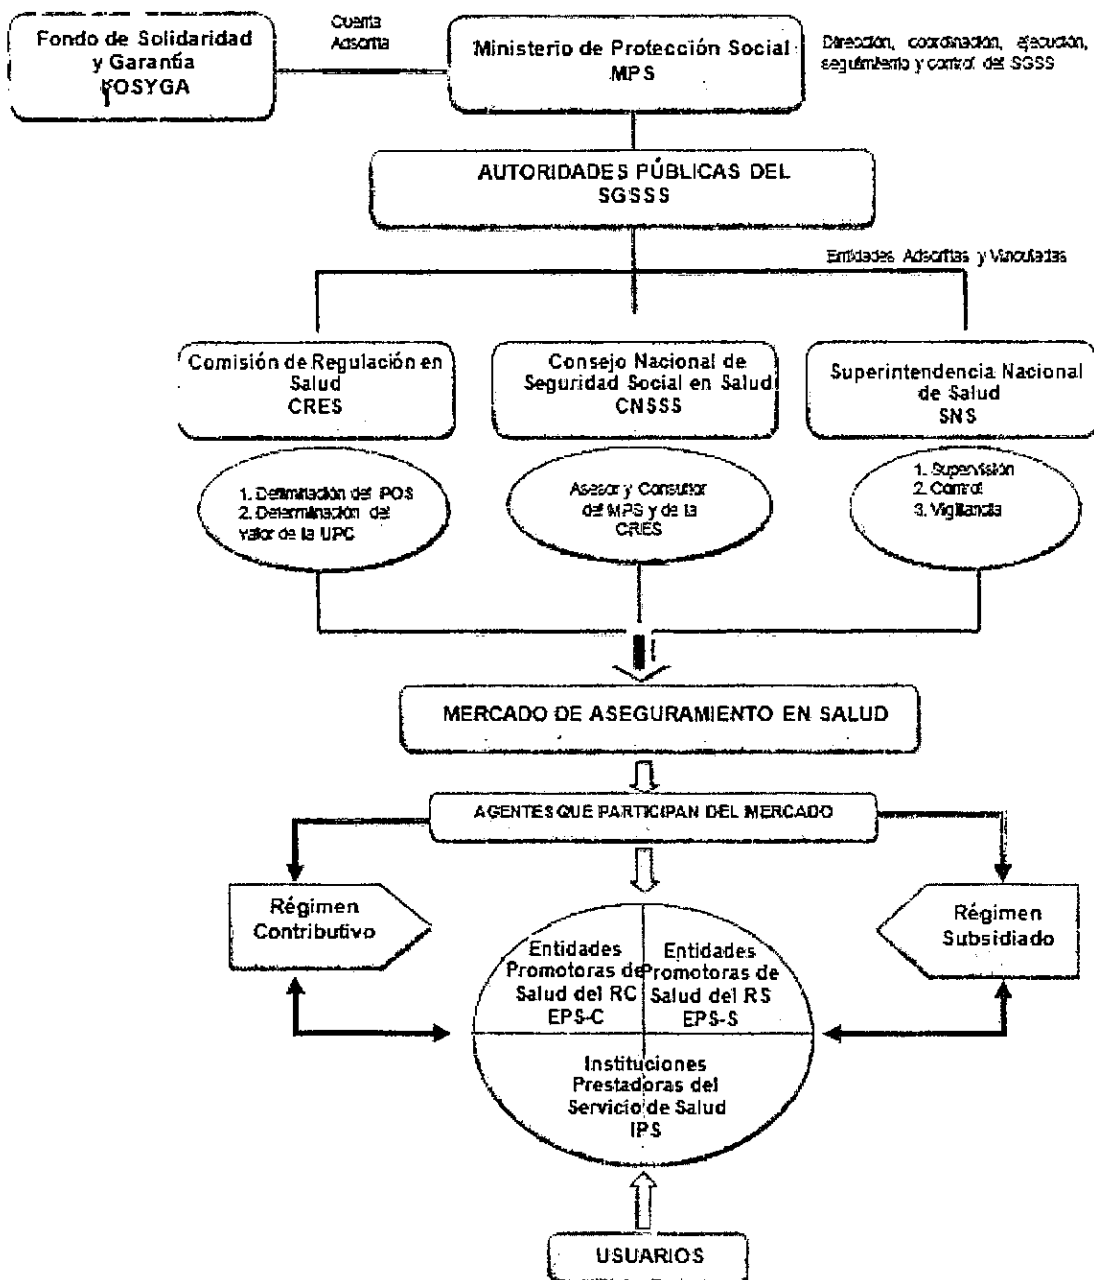 Fondo de Solidaridad
y Garantía
FOSYGA
Cuenta
Adscrita
Ministerio de Protección Social
MPS
Dirección, coordinación, ejecución,
seguimiento y control del SGSS
AUTORIDADES PÚBLICAS DEL
SGSSS
Entidades Adscritas y Vinculadas
Comisión de Regulación en
Salud
CRES
Consejo Nacional de
Seguridad Social en Salud
CNSSS
Superintendencia Nacional
de Salud
SNS
1. Delimitación del POS
2. Determinación del
valor de la UPC
Asesor y Consultor
del MPS y de la
CRES
1. Supervisión
2. Control
3. Vigilancia
MERCADO DE ASEGURAMIENTO EN SALUD
AGENTES QUE PARTICIPAN DEL MERCADO
Régimen
Contributivo
Régimen
Subsidiado
Entidades
Promotoras de
Salud del RC
EPS-C
Entidades
Promotoras de
Salud del RS
EPS-S
Instituciones
Prestadoras del
Servicio de Salud
IPS
USUARIOS